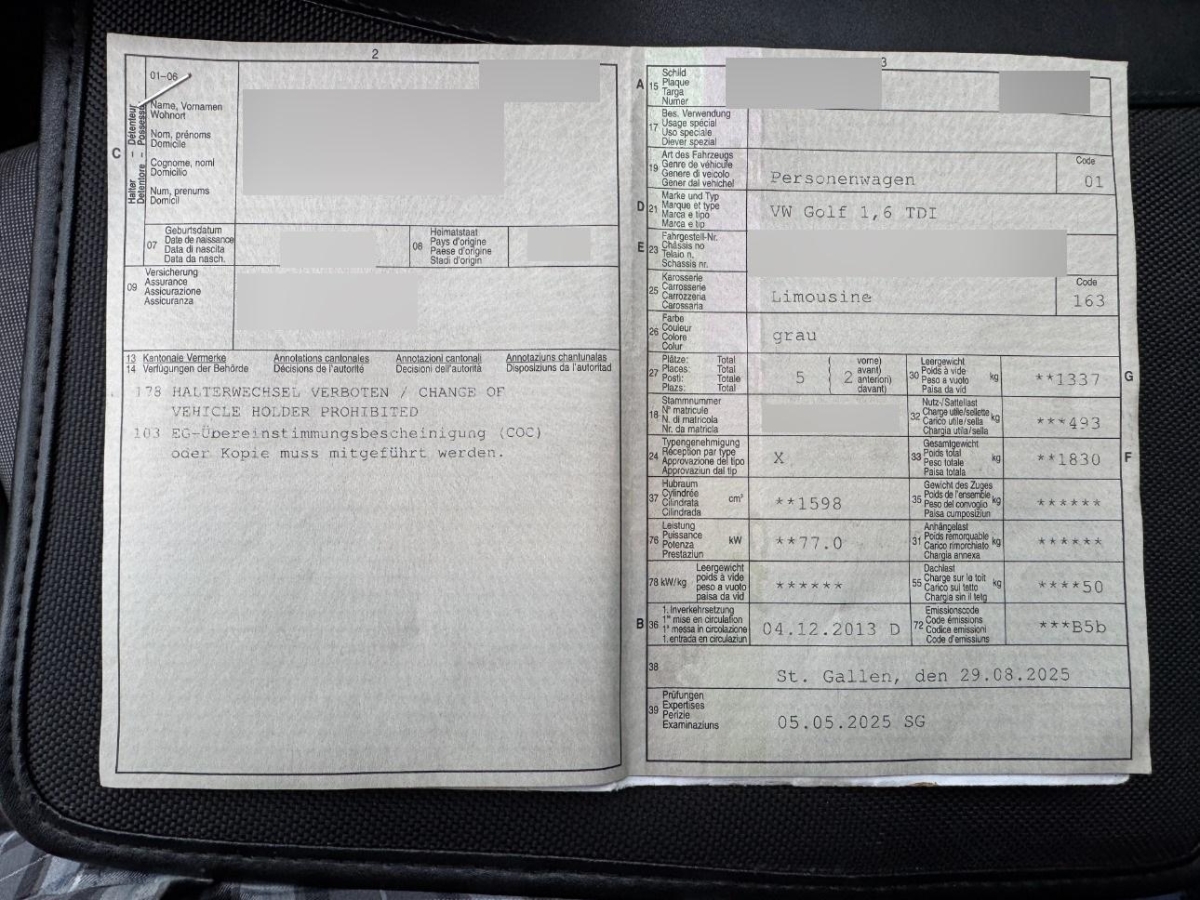 2
01-06
C
Halter – Détenteur
Detentore – Possesse
Name, Vornamen
Wohnort
Nom, prénoms
Domicile
Cognome, nomi
Domicilio
Num, prenums
Domicil
07
Geburtsdatum
Date de naissance
Data di nascita
Data da nasch.
08
Heimatstaat
Pays d'origine
Paese d'origine
Stadi d'origin
09
Versicherung
Assurance
Assicurazione
Assicuranza
13 Kantonale Vermerke Annotations cantonales Annotazioni cantonali Annotaziuns chantunalas
14 Verfügungen der Behörde Décisions de l'autorité Decisioni dell'autorità Disposiziuns da l'autoritad
178 HALTERWECHSEL VERBOTEN / CHANGE OF
VEHICLE HOLDER PROHIBITED
103 EG-Übereinstimmungsbescheinigung (COC)
oder Kopie muss mitgeführt werden.
3
A 15
Schild
Plaque
Targa
Numer
17
Bes. Verwendung
Usage spécial
Uso speciale
Diever spezial
19
Art des Fahrzeugs
Genre de véhicule
Genere di veicolo
Gener dal vehichel
Personenwagen
Code
01
D 21
Marke und Typ
Marque et type
Marca e tipo
Marca e tip
VW Golf 1,6 TDI
E 23
Fahrgestell-Nr.
Châssis no
Telaio n.
Schassis nr.
25
Karosserie
Carrosserie
Carrozzeria
Carossaria
Limousine
Code
163
26
Farbe
Couleur
Colore
Colur
grau
27
Plätze: Total
Places: Total
Posti: Totale
Plazs: Total
5
( 2
vorne)
avant)
anteriori)
davant)
30
Leergewicht
Poids à vide
Peso a vuoto
Paisa da vid
kg
**1337
G
18
Stammnummer
N° matricule
N. di matricola
Nr. da matricla
32
Nutz-/Sattellast
Charge utile/sellette
Carico utile/sella
Chargia utila/sella
kg
***493
24
Typengenehmigung
Réception par type
Approvazione del tipo
Approvaziun dal tip
X
33
Gesamtgewicht
Poids total
Peso totale
Paisa totala
kg
**1830
F
37
Hubraum
Cylindrée
Cilindrata
Cilindrada
cm³
**1598
35
Gewicht des Zuges
Poids de l'ensemble
Peso del convoglio
Paisa cumposiziun
kg
******
76
Leistung
Puissance
Potenza
Prestaziun
kW
**77.0
31
Anhängelast
Poids remorquable
Carico rimorchiato
Chargia annexa
kg
******
78 kW/kg
Leergewicht
poids à vide
peso a vuoto
paisa da vid
******
55
Dachlast
Charge sur le toit
Carico sul tetto
Chargia sin il tetg
kg
****50
B 36
1. Inverkehrsetzung
1re mise en circulation
1a messa in circolazione
1. entrada en circulaziun
04.12.2013 D
72
Emissionscode
Code émissions
Codice emissioni
Code d'emissiuns
***B5b
38
St. Gallen, den 29.08.2025
39
Prüfungen
Expertises
Perizie
Examinaziuns
05.05.2025 SG